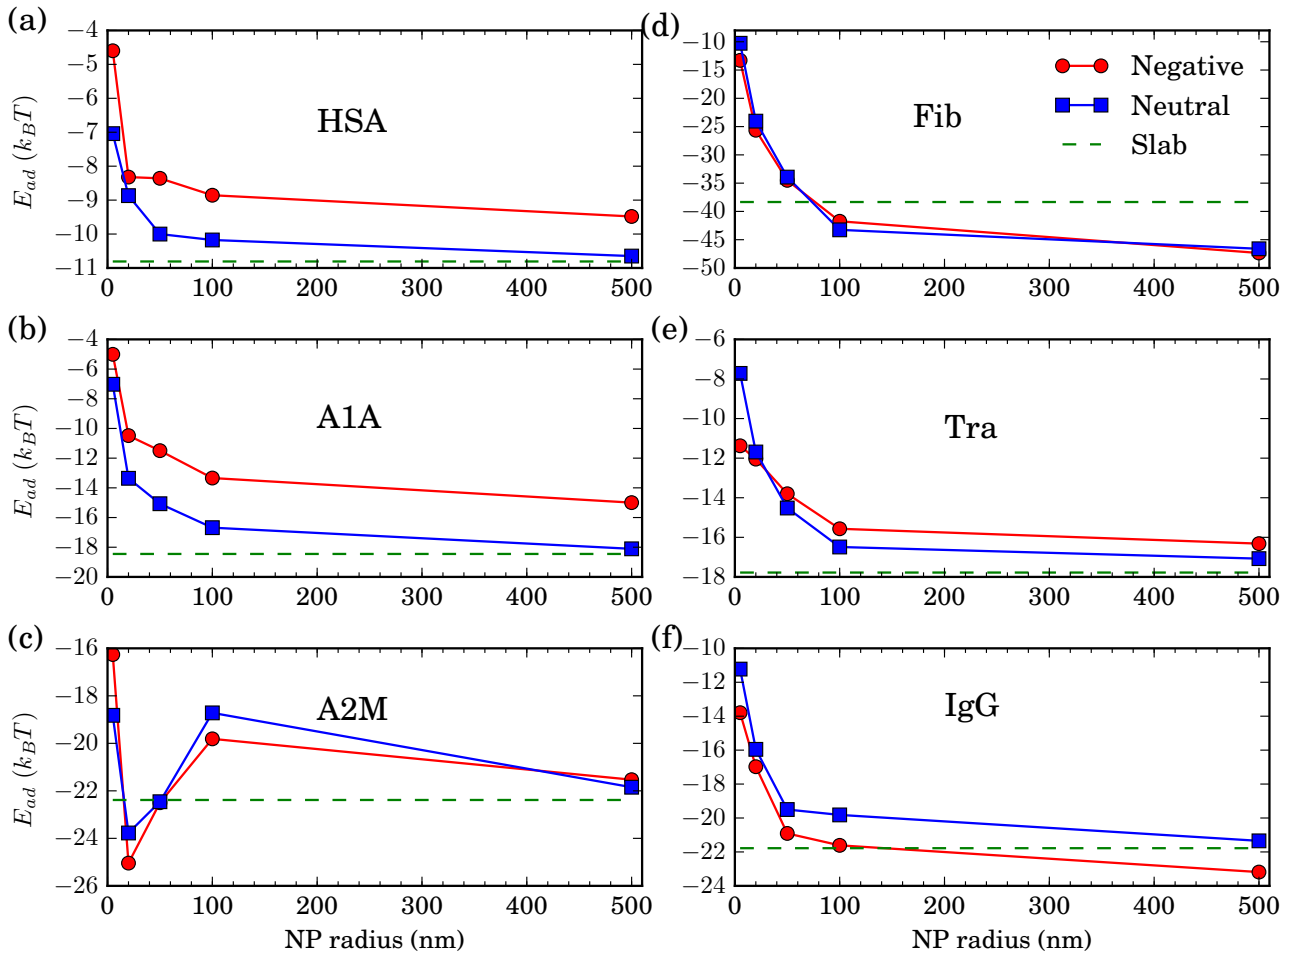 (a)
HSA
E_ad (k_BT)
−4
−5
−6
−7
−8
−9
−10
−11
0 100 200 300 400 500
(d)
Fib
Negative
Neutral
Slab
−10
−15
−20
−25
−30
−35
−40
−45
−50
0 100 200 300 400 500
(b)
A1A
E_ad (k_BT)
−4
−6
−8
−10
−12
−14
−16
−18
−20
0 100 200 300 400 500
(e)
Tra
−6
−8
−10
−12
−14
−16
−18
0 100 200 300 400 500
(c)
A2M
E_ad (k_BT)
−16
−18
−20
−22
−24
−26
0 100 200 300 400 500
NP radius (nm)
(f)
IgG
−10
−12
−14
−16
−18
−20
−22
−24
0 100 200 300 400 500
NP radius (nm)